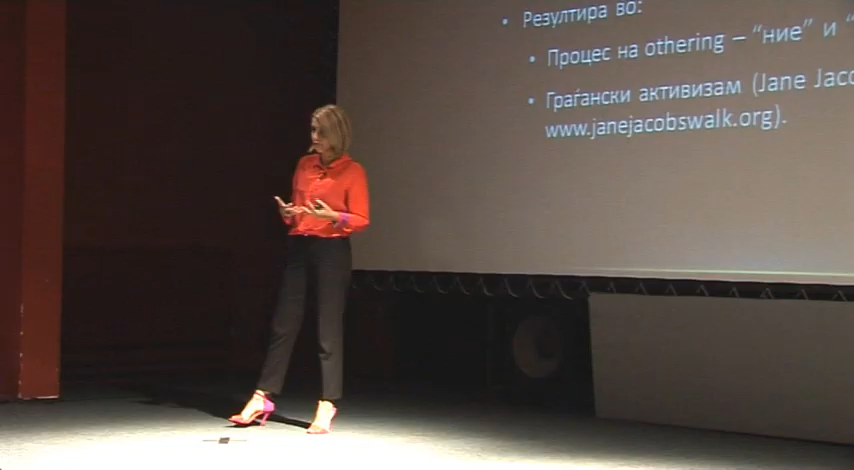 • Резултира во:
• Процес на othering – “ние” и “
• Граѓански активизам (Jane Jaco
www.janejacobswalk.org).